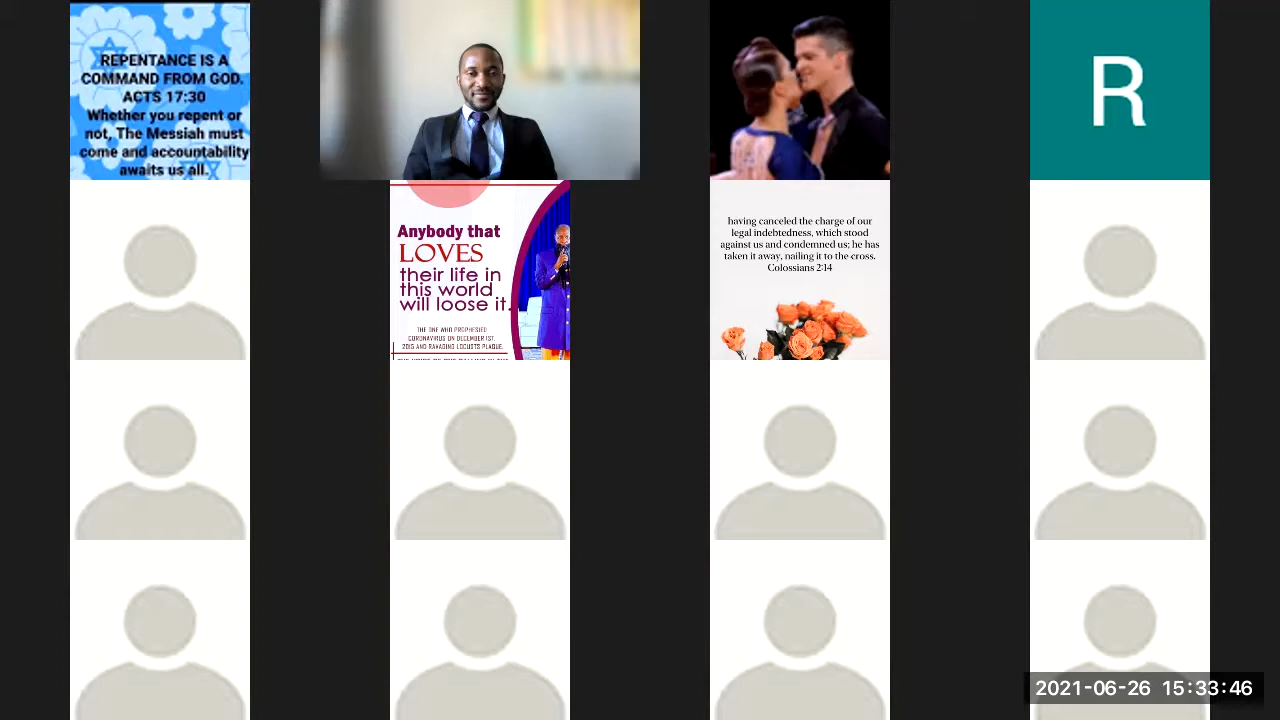 REPENTANCE IS A
COMMAND FROM GOD.
ACTS 17:30
Whether you repent or
not, The Messiah must
come and accountability
awaits us all.
R
Anybody that
LOVES
their life in
this world
will loose it.
THE ONE WHO PROPHESIED
CORONAVIRUS ON DECEMBER 1ST,
2015 AND RAVAGING LOCUSTS PLAGUE.
having canceled the charge of our
legal indebtedness, which stood
against us and condemned us; he has
taken it away, nailing it to the cross.
Colossians 2:14
2021-06-26 15:33:46